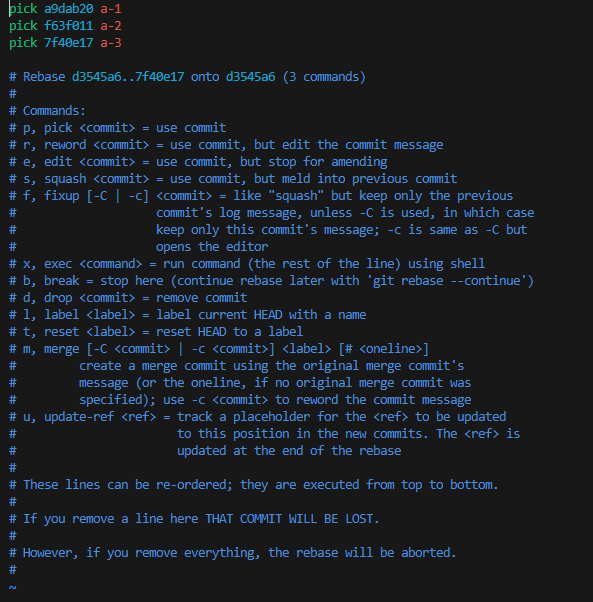 pick a9dab20 a-1
pick f63f011 a-2
pick 7f40e17 a-3

# Rebase d3545a6..7f40e17 onto d3545a6 (3 commands)
#
# Commands:
# p, pick <commit> = use commit
# r, reword <commit> = use commit, but edit the commit message
# e, edit <commit> = use commit, but stop for amending
# s, squash <commit> = use commit, but meld into previous commit
# f, fixup [-C | -c] <commit> = like "squash" but keep only the previous
#                    commit's log message, unless -C is used, in which case
#                    keep only this commit's message; -c is same as -C but
#                    opens the editor
# x, exec <command> = run command (the rest of the line) using shell
# b, break = stop here (continue rebase later with 'git rebase --continue')
# d, drop <commit> = remove commit
# l, label <label> = label current HEAD with a name
# t, reset <label> = reset HEAD to a label
# m, merge [-C <commit> | -c <commit>] <label> [# <oneline>]
#         create a merge commit using the original merge commit's
#         message (or the oneline, if no original merge commit was
#         specified); use -c <commit> to reword the commit message
# u, update-ref <ref> = track a placeholder for the <ref> to be updated
#                       to this position in the new commits. The <ref> is
#                       updated at the end of the rebase
#
# These lines can be re-ordered; they are executed from top to bottom.
#
# If you remove a line here THAT COMMIT WILL BE LOST.
#
# However, if you remove everything, the rebase will be aborted.
#
~